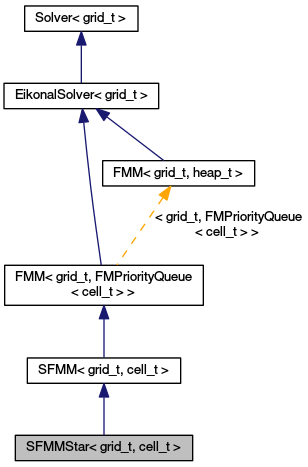 Solver< grid_t >
EikonalSolver< grid_t >
FMM< grid_t, heap_t >
< grid_t, FMPriorityQueue
< cell_t > >
FMM< grid_t, FMPriorityQueue
< cell_t > >
SFMM< grid_t, cell_t >
SFMMStar< grid_t, cell_t >